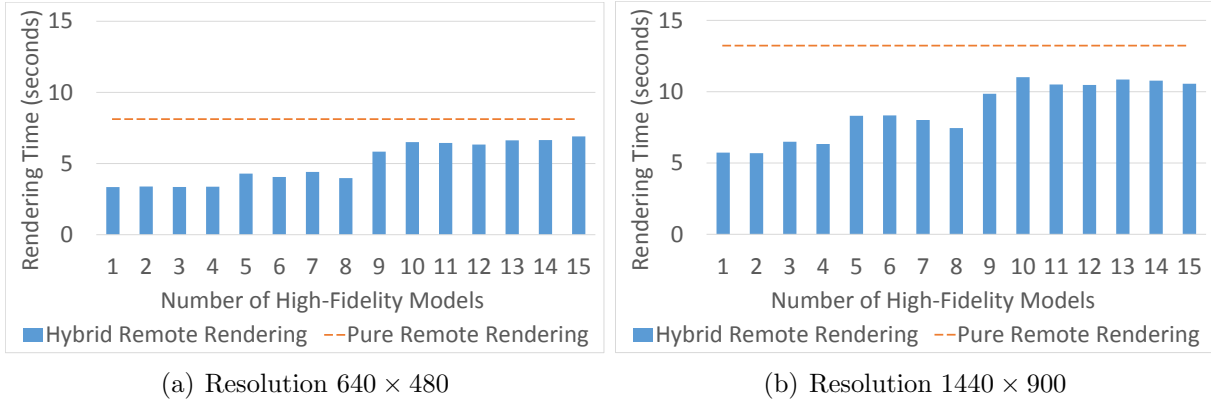 Rendering Time (seconds)
15
10
5
0
1 2 3 4 5 6 7 8 9 10 11 12 13 14 15
Number of High-Fidelity Models
Hybrid Remote Rendering Pure Remote Rendering
(a) Resolution 640 × 480
Rendering Time (seconds)
15
10
5
0
1 2 3 4 5 6 7 8 9 10 11 12 13 14 15
Number of High-Fidelity Models
Hybrid Remote Rendering Pure Remote Rendering
(b) Resolution 1440 × 900